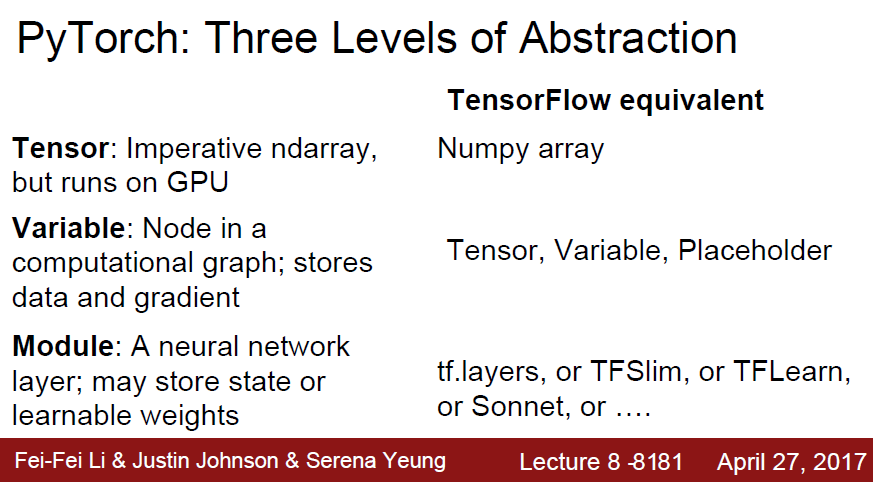 PyTorch: Three Levels of Abstraction
TensorFlow equivalent
Tensor: Imperative ndarray,
but runs on GPU
Numpy array
Variable: Node in a
computational graph; stores
data and gradient
Tensor, Variable, Placeholder
Module: A neural network
layer; may store state or
learnable weights
tf.layers, or TFSlim, or TFLearn,
or Sonnet, or ….
Fei-Fei Li & Justin Johnson & Serena Yeung
Lecture 8 -8181
April 27, 2017